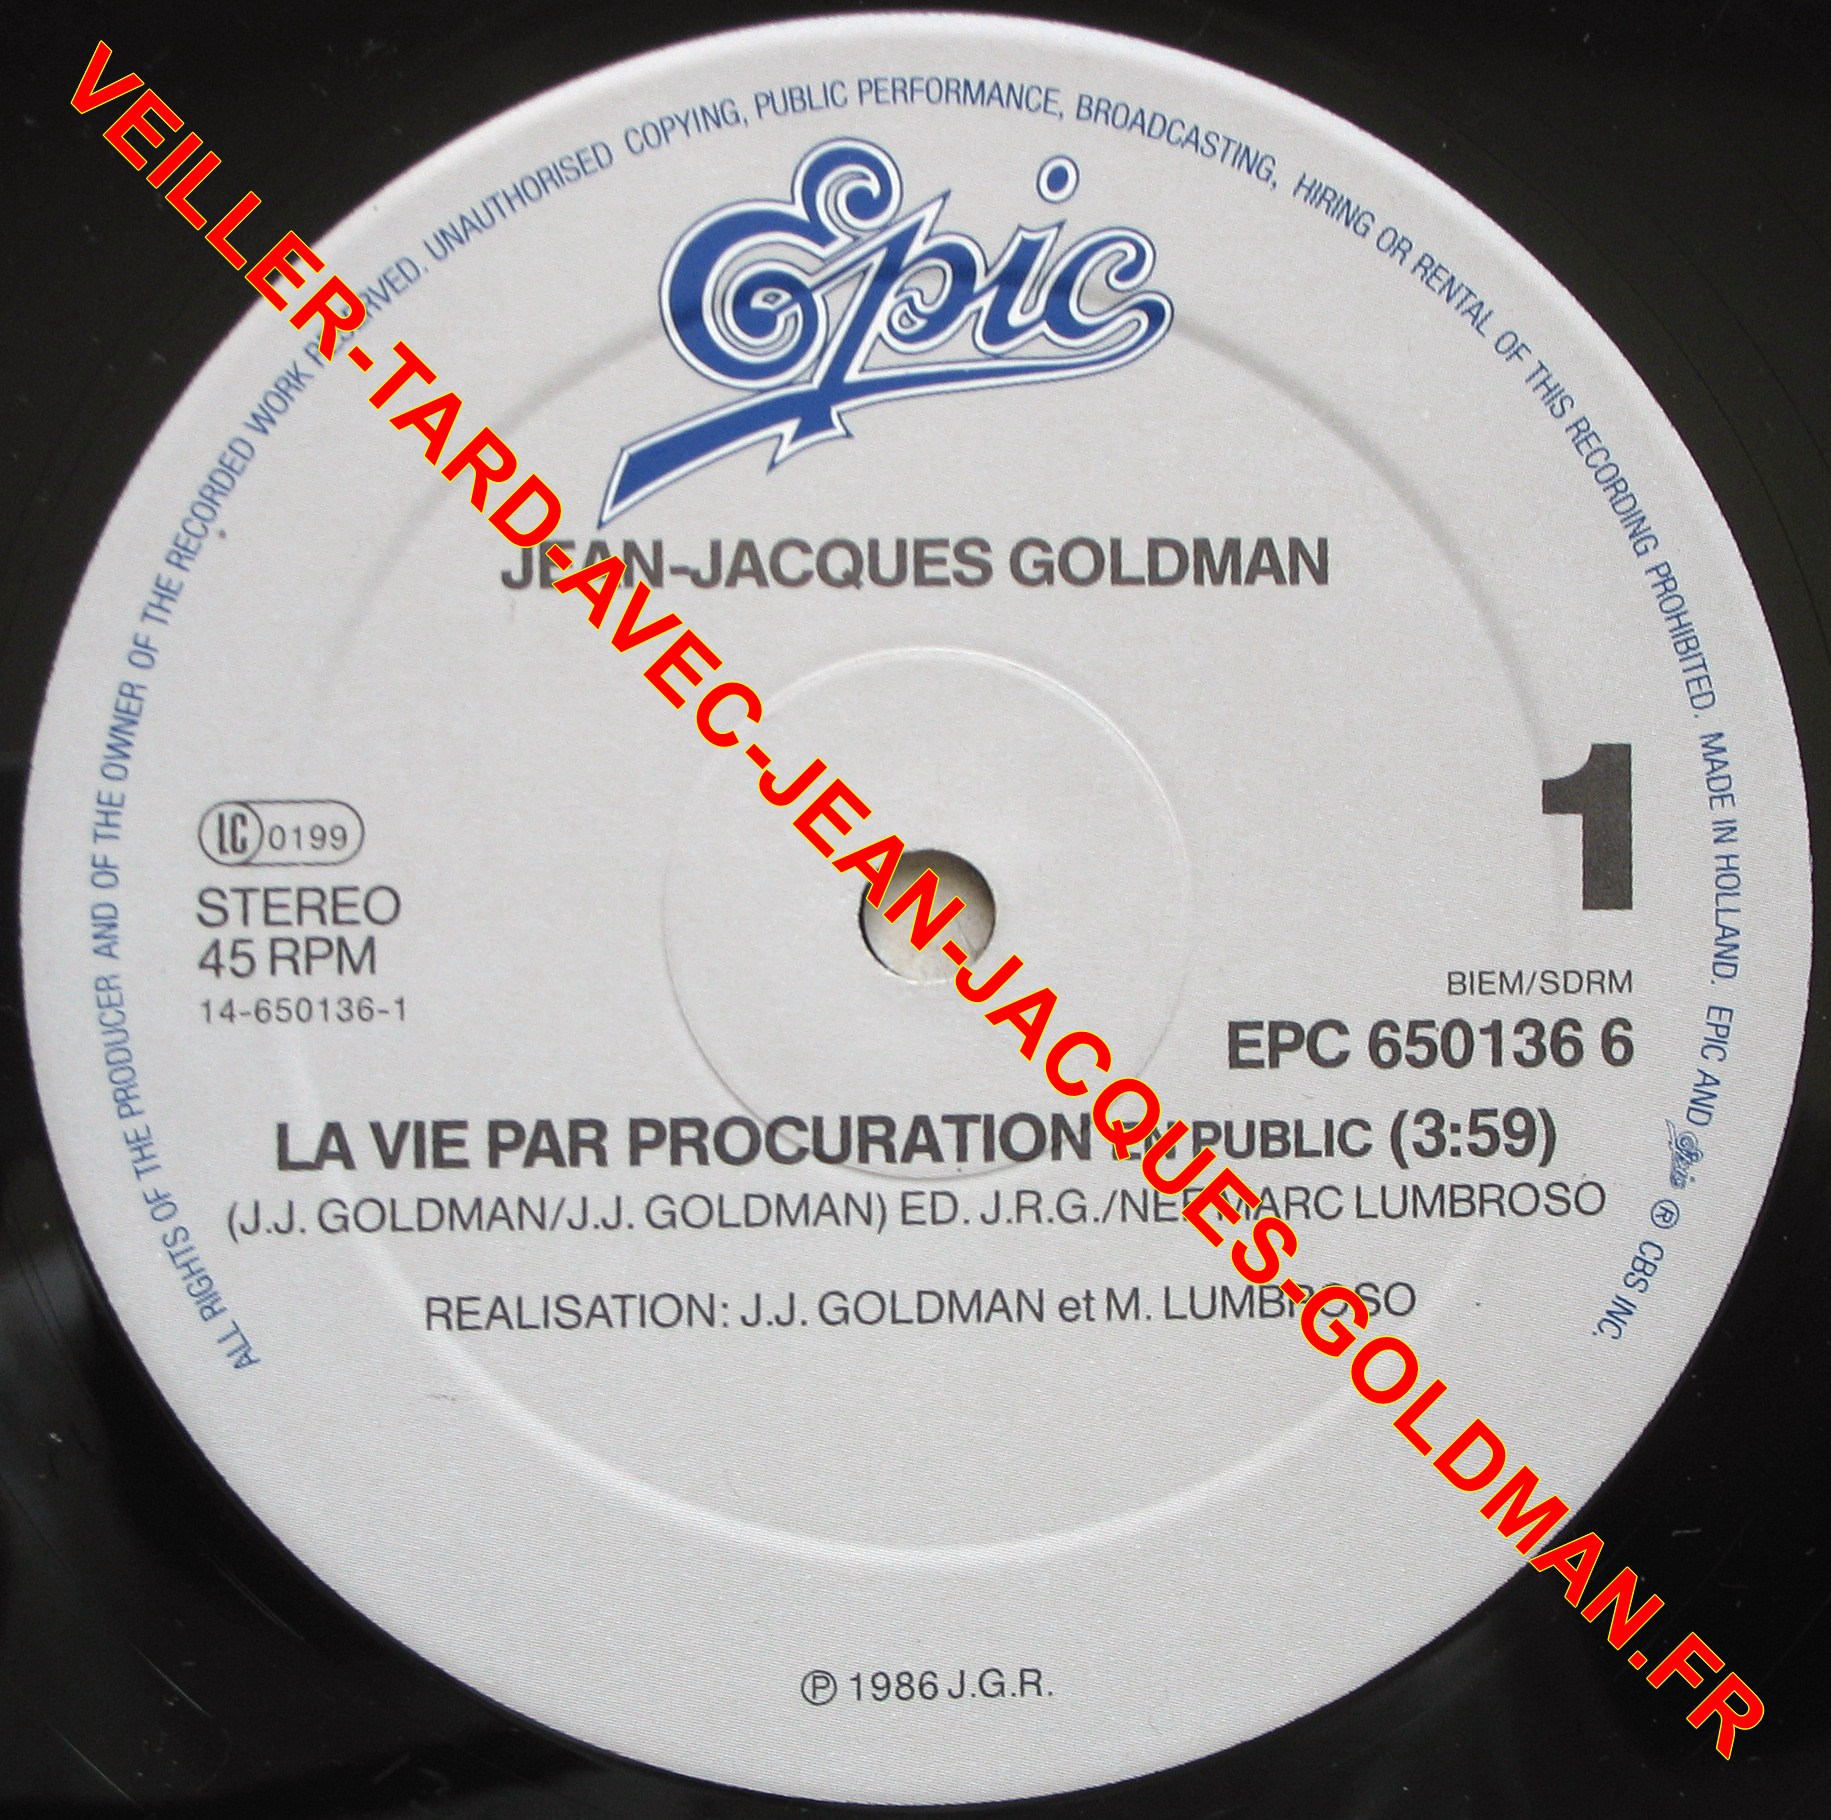 ALL RIGHTS OF THE PRODUCER AND OF THE OWNER OF THE RECORDED WORK RESERVED. UNAUTHORISED COPYING, PUBLIC PERFORMANCE, BROADCASTING, HIRING OR RENTAL OF THIS RECORDING PROHIBITED. MADE IN HOLLAND. EPIC AND Epic ® CBS INC.
Epic
JEAN-JACQUES GOLDMAN
1
LC 0199
STEREO
45 RPM
14-650136-1
BIEM/SDRM
EPC 650136 6
LA VIE PAR PROCURATION EN PUBLIC (3:59)
(J.J. GOLDMAN/J.J. GOLDMAN) ED. J.R.G./NEF MARC LUMBROSO
REALISATION: J.J. GOLDMAN et M. LUMBROSO
℗ 1986 J.G.R.
VEILLER-TARD-AVEC-JEAN-JACQUES-GOLDMAN.FR